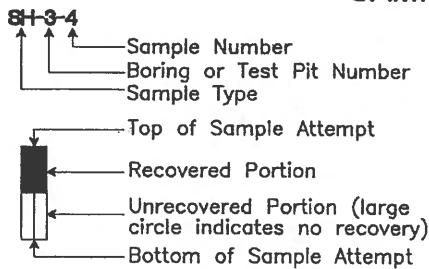 SH-3-4
Sample Number
Boring or Test Pit Number
Sample Type
Top of Sample Attempt
Recovered Portion
Unrecovered Portion (large
circle indicates no recovery)
Bottom of Sample Attempt